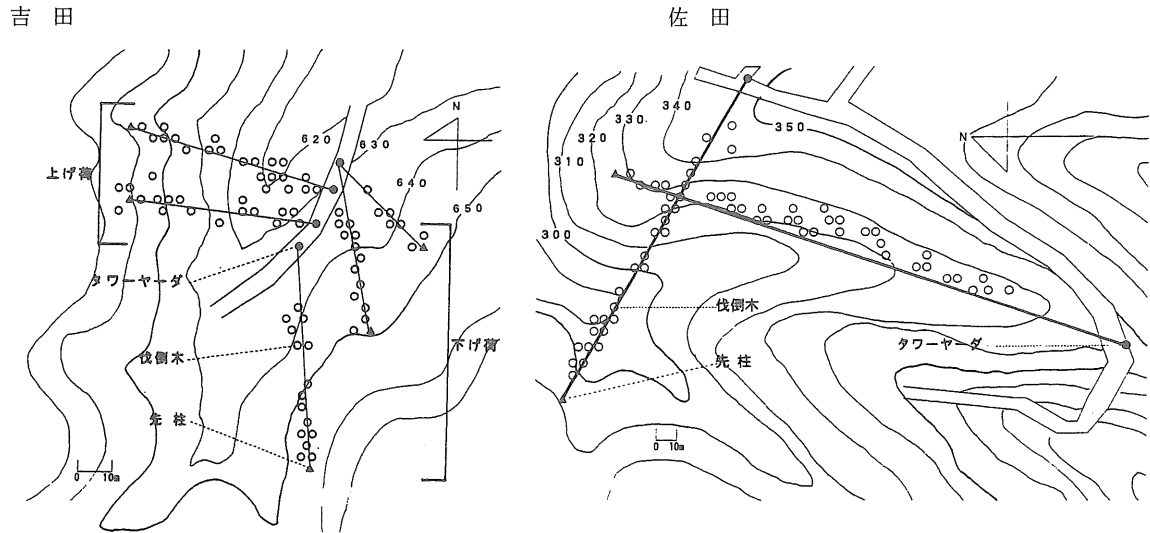 吉田
佐田
N
620
630
640
650
上げ荷
タワーヤーダ
伐倒木
先柱
下げ荷
0 10m
340
330
320
310
300
350
N
伐倒木
タワーヤーダ
先柱
0 10m